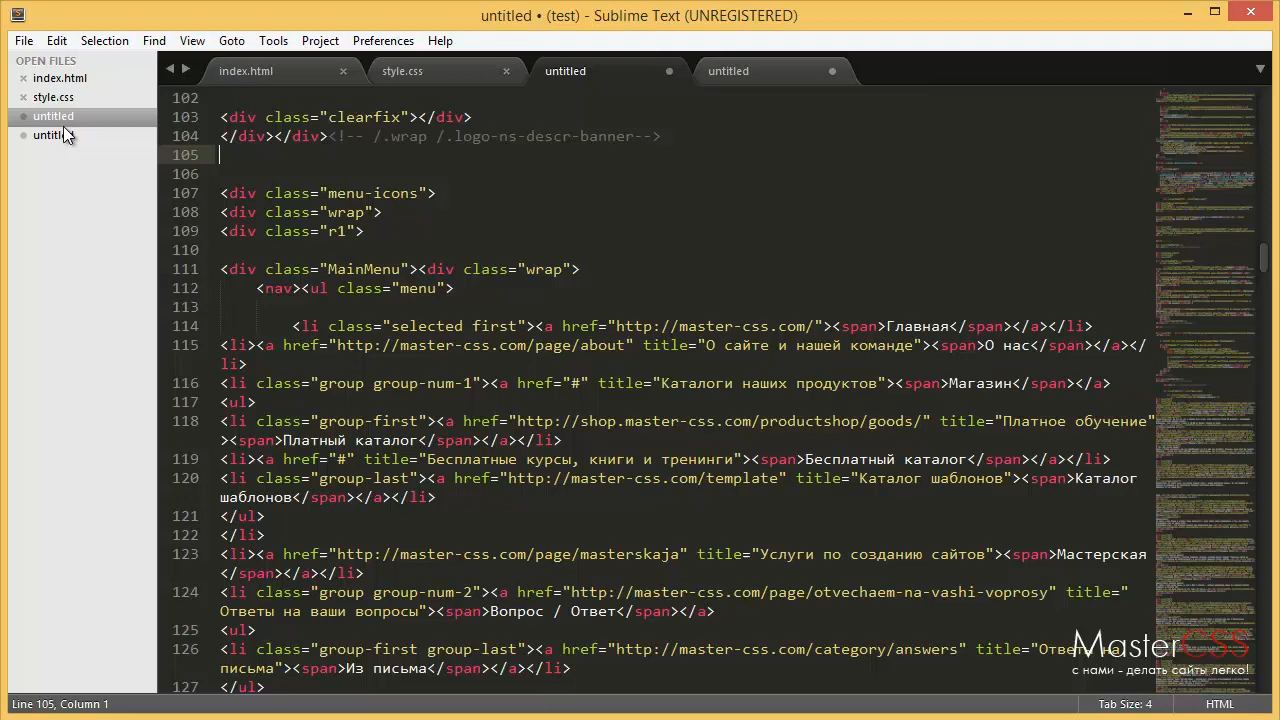 untitled • (test) - Sublime Text (UNREGISTERED)
File Edit Selection Find View Goto Tools Project Preferences Help
OPEN FILES
index.html
style.css
untitled
untitled
index.html style.css untitled untitled
102
103 <div class="clearfix"></div>
104 </div></div><!-- /.wrap /.logo-ns-descr-banner-->
105
106
107 <div class="menu-icons">
108 <div class="wrap">
109 <div class="r1">
110
111 <div class="MainMenu"><div class="wrap">
112 <nav><ul class="menu">
113
114 <li class="selected first"><a href="http://master-css.com/"><span>Главная</span></a></li>
115 <li><a href="http://master-css.com/page/about" title="О сайте и нашей команде"><span>О нас</span></a></
li>
116 <li class="group group-num-1"><a href="#" title="Каталоги наших продуктов"><span>Магазин</span></a>
117 <ul>
118 <li class="group-first"><a href="http://shop.master-css.com/productshop/goods/" title="Платное обучение"
><span>Платный каталог</span></a></li>
119 <li><a href="#" title="Бесплатные курсы, книги и тренинги"><span>Бесплатный каталог</span></a></li>
120 <li class="group-last"><a href="http://master-css.com/template" title="Каталог шаблонов"><span>Каталог
шаблонов</span></a></li>
121 </ul>
122 </li>
123 <li><a href="http://master-css.com/page/masterskaja" title="Услуги по созданию сайтов"><span>Мастерская
</span></a></li>
124 <li class="group group-num-2"><a href="http://master-css.com/page/otvechaem-na-vashi-voprosy" title="
Ответы на ваши вопросы"><span>Вопрос / Ответ</span></a>
125 <ul>
126 <li class="group-first group-last"><a href="http://master-css.com/category/answers" title="
письма"><span>Из письма</span></a></li>
127 </ul>
MasterCSS
с нами - делать сайты легко!
Line 105, Column 1 Tab Size: 4 HTML